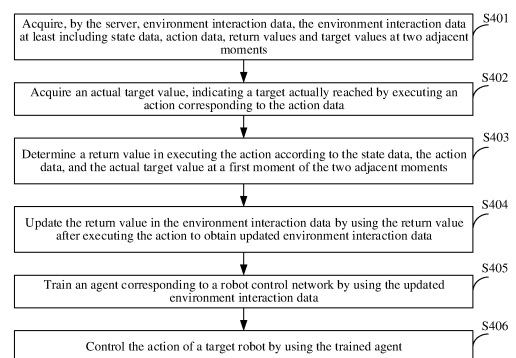 S401
Acquire, by the server, environment interaction data, the environment interaction data
at least including state data, action data, return values and target values at two adjacent
moments
S402
Acquire an actual target value, indicating a target actually reached by executing an
action corresponding to the action data
S403
Determine a return value in executing the action according to the state data, the action
data, and the actual target value at a first moment of the two adjacent moments
S404
Update the return value in the environment interaction data by using the return value
after executing the action to obtain updated environment interaction data
S405
Train an agent corresponding to a robot control network by using the updated
environment interaction data
S406
Control the action of a target robot by using the trained agent